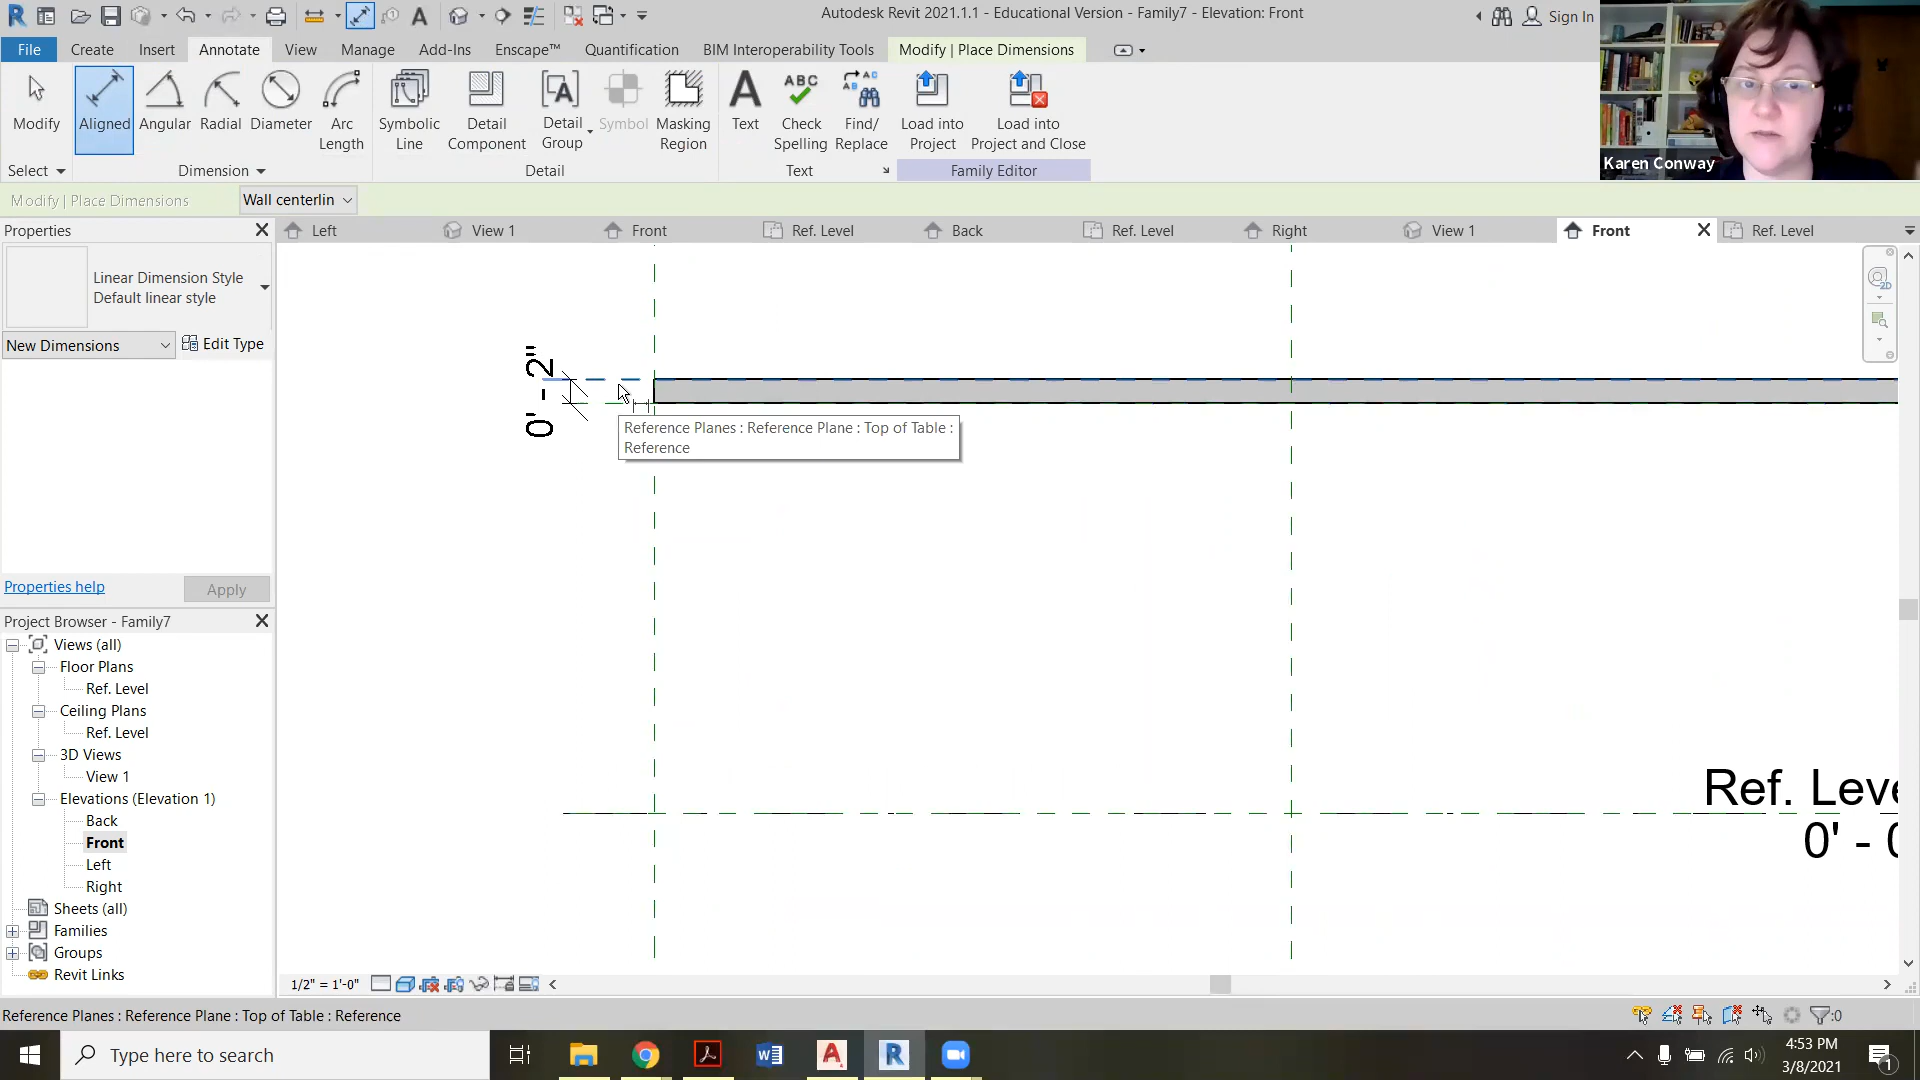 Autodesk Revit 2021.1.1 - Educational Version - Family7 - Elevation: Front
Sign In
File
Create
Insert
Annotate
View
Manage
Add-Ins
Enscape™
Quantification
BIM Interoperability Tools
Modify | Place Dimensions
Modify
Aligned
Angular
Radial
Diameter
Arc
Length
Symbolic
Line
Detail
Component
Detail
Group
Symbol
Masking
Region
Text
Check
Spelling
Find/
Replace
Load into
Project
Load into
Project and Close
Select
Dimension
Detail
Text
Family Editor
Karen Conway
Modify | Place Dimensions
Wall centerlin
Properties
Left
View 1
Front
Ref. Level
Back
Ref. Level
Right
View 1
Front
Ref. Level
Linear Dimension Style
Default linear style
New Dimensions
Edit Type
Properties help
Apply
0' - 2"
Reference Planes : Reference Plane : Top of Table :
Reference
Ref. Leve
0' - 0
Project Browser - Family7
Views (all)
Floor Plans
Ref. Level
Ceiling Plans
Ref. Level
3D Views
View 1
Elevations (Elevation 1)
Back
Front
Left
Right
Sheets (all)
Families
Groups
Revit Links
1/2" = 1'-0"
Reference Planes : Reference Plane : Top of Table : Reference
:0
Type here to search
4:53 PM
3/8/2021
1